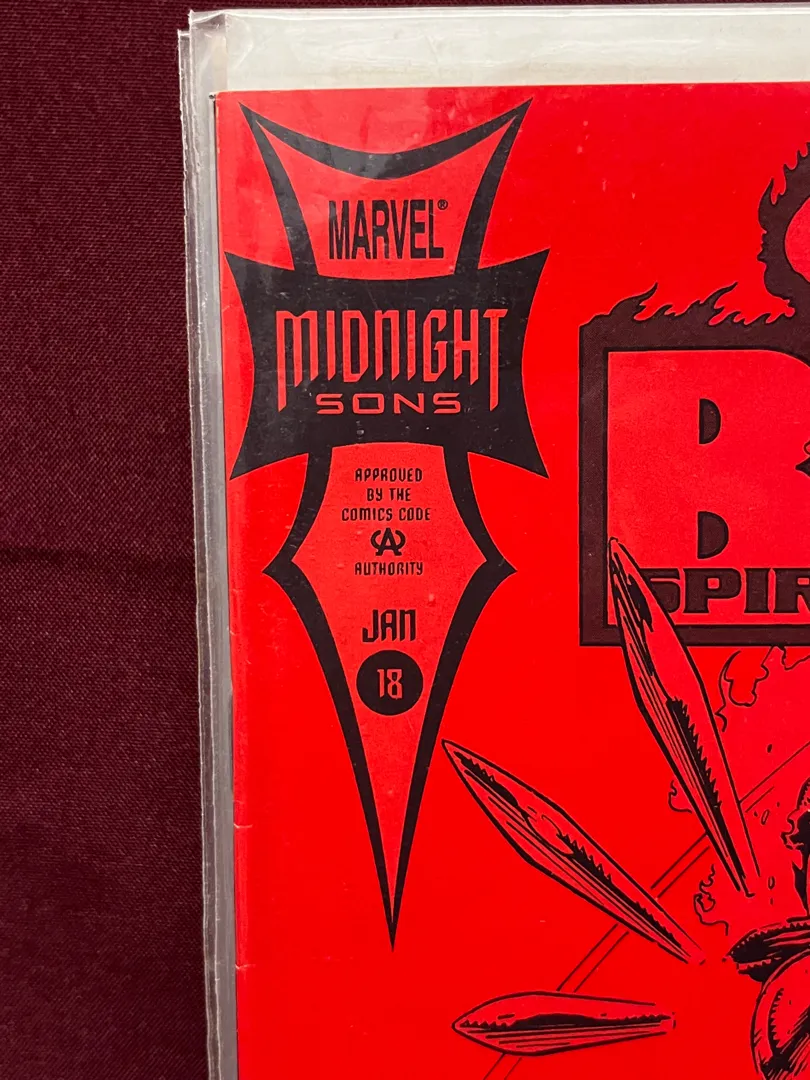 MARVEL®
MIDNIGHT
SONS
APPROVED
BY THE
COMICS CODE
AUTHORITY
JAN
18
B
SPIR